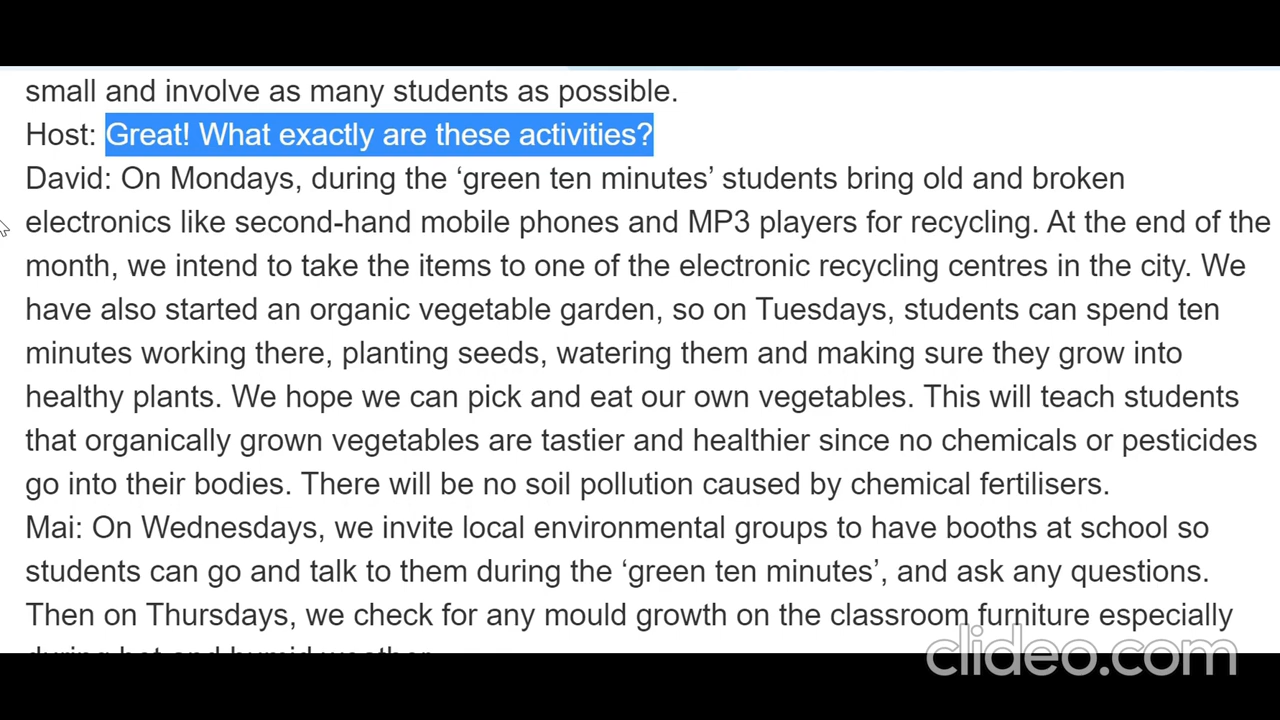 small and involve as many students as possible.
Host: Great! What exactly are these activities?
David: On Mondays, during the ‘green ten minutes’ students bring old and broken
electronics like second-hand mobile phones and MP3 players for recycling. At the end of the
month, we intend to take the items to one of the electronic recycling centres in the city. We
have also started an organic vegetable garden, so on Tuesdays, students can spend ten
minutes working there, planting seeds, watering them and making sure they grow into
healthy plants. We hope we can pick and eat our own vegetables. This will teach students
that organically grown vegetables are tastier and healthier since no chemicals or pesticides
go into their bodies. There will be no soil pollution caused by chemical fertilisers.
Mai: On Wednesdays, we invite local environmental groups to have booths at school so
students can go and talk to them during the ‘green ten minutes’, and ask any questions.
Then on Thursdays, we check for any mould growth on the classroom furniture especially
during hot and humid weather.
clideo.com